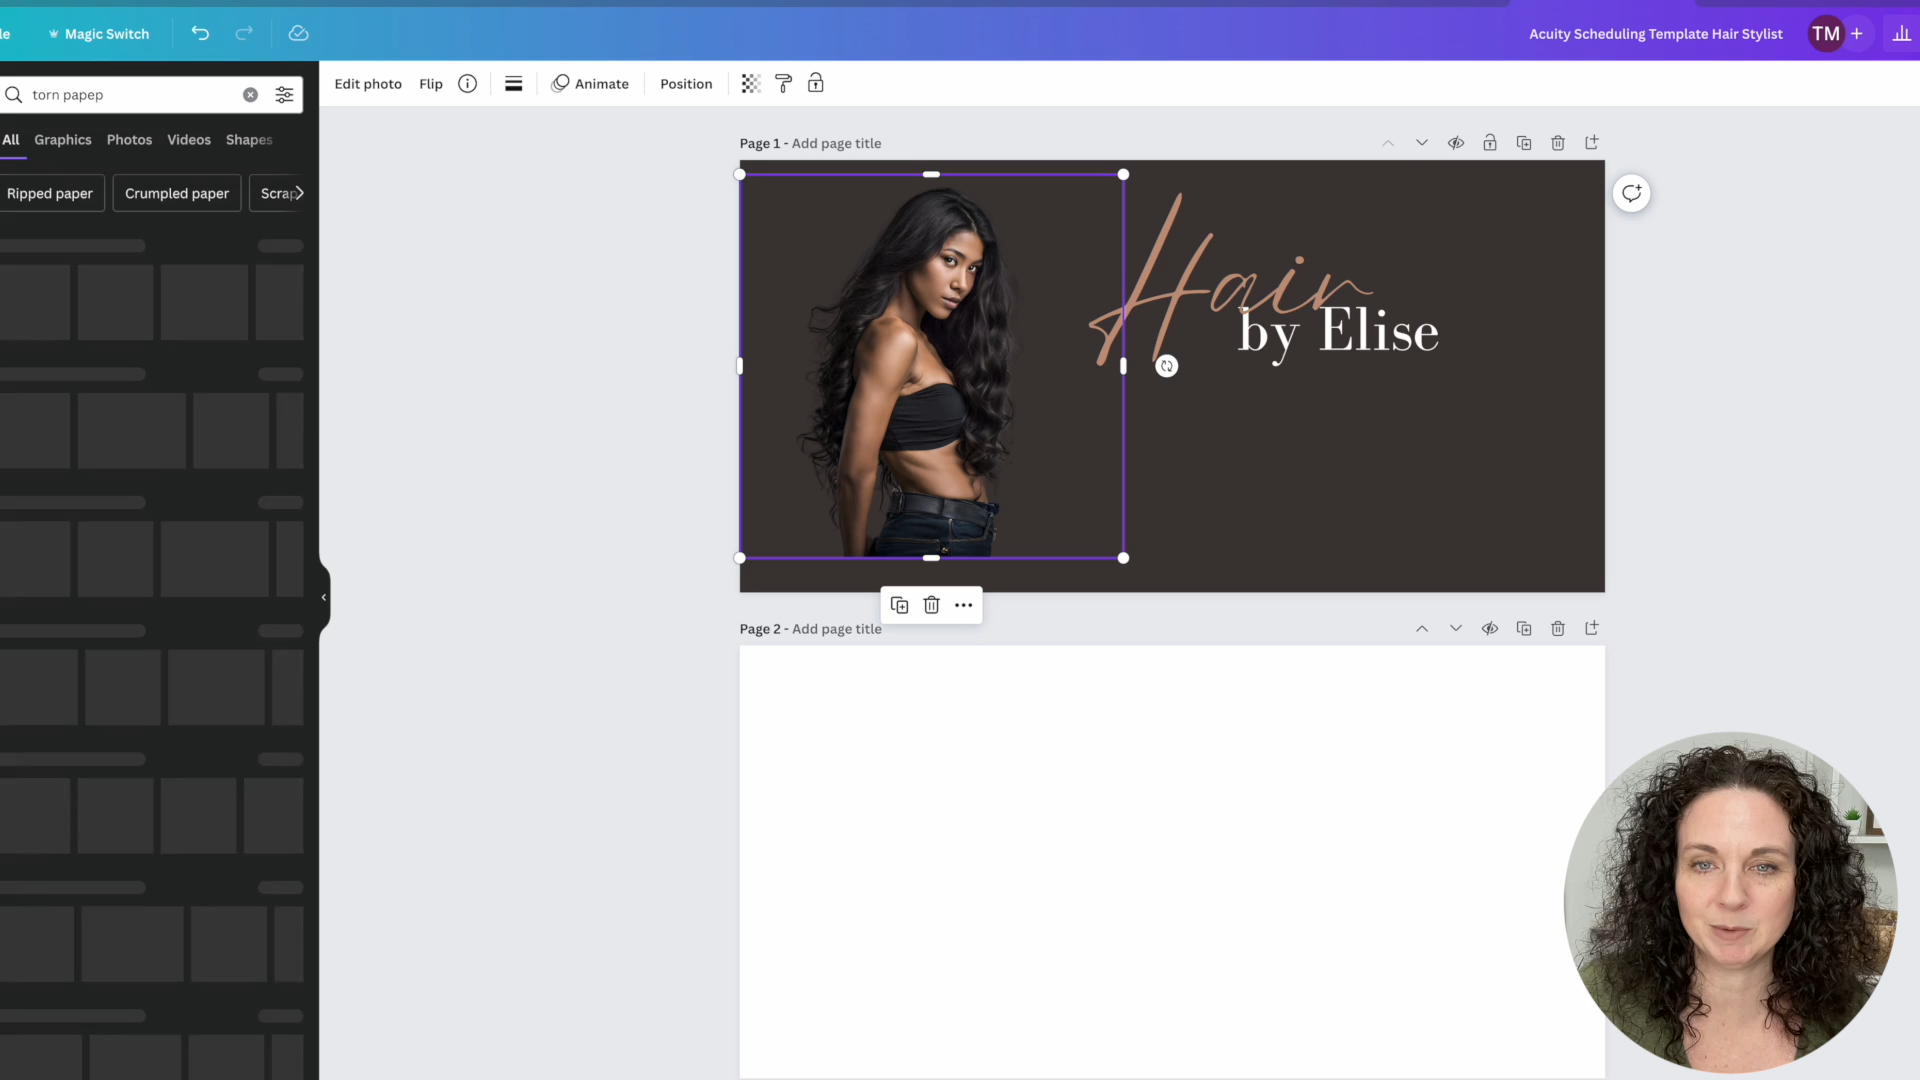 le
Magic Switch
Acuity Scheduling Template Hair Stylist
TM
torn papep
Edit photo
Flip
Animate
Position
All
Graphics
Photos
Videos
Shapes
Ripped paper
Crumpled paper
Scrap
Page 1 - Add page title
Hair
by Elise
Page 2 - Add page title